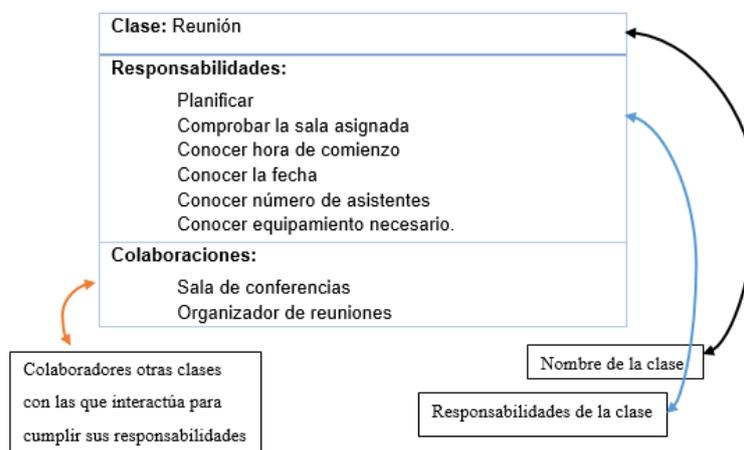 Clase: Reunión
Responsabilidades:
Planificar
Comprobar la sala asignada
Conocer hora de comienzo
Conocer la fecha
Conocer número de asistentes
Conocer equipamiento necesario.
Colaboraciones:
Sala de conferencias
Organizador de reuniones
Colaboradores otras clases
con las que interactúa para
cumplir sus responsabilidades
Nombre de la clase
Responsabilidades de la clase